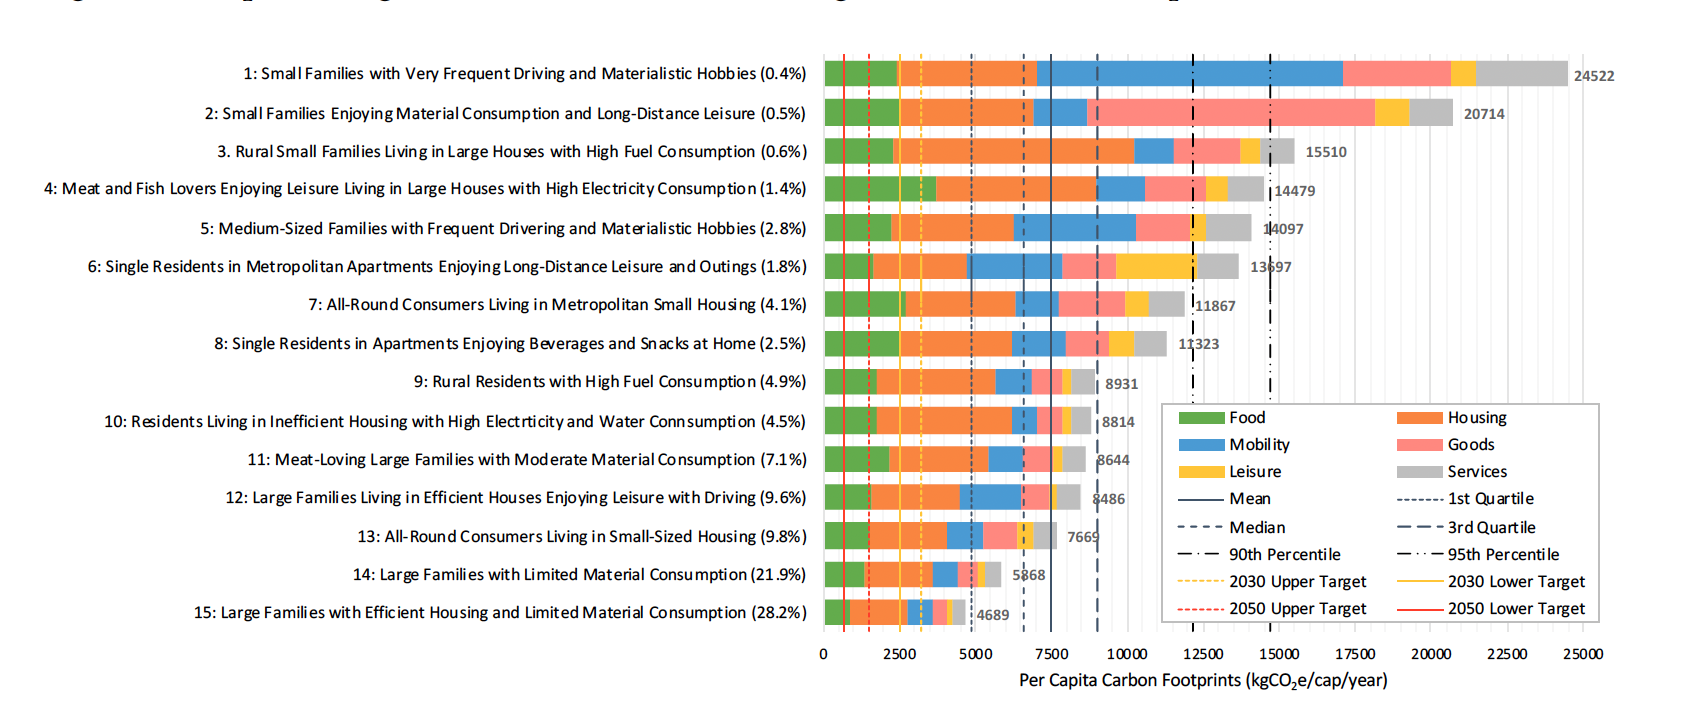 1: Small Families with Very Frequent Driving and Materialistic Hobbies (0.4%)
24522
2: Small Families Enjoying Material Consumption and Long-Distance Leisure (0.5%)
20714
3. Rural Small Families Living in Large Houses with High Fuel Consumption (0.6%)
15510
4: Meat and Fish Lovers Enjoying Leisure Living in Large Houses with High Electricity Consumption (1.4%)
14479
5: Medium-Sized Families with Frequent Drivering and Materialistic Hobbies (2.8%)
14097
6: Single Residents in Metropolitan Apartments Enjoying Long-Distance Leisure and Outings (1.8%)
13697
7: All-Round Consumers Living in Metropolitan Small Housing (4.1%)
11867
8: Single Residents in Apartments Enjoying Beverages and Snacks at Home (2.5%)
11323
9: Rural Residents with High Fuel Consumption (4.9%)
8931
10: Residents Living in Inefficient Housing with High Electrticity and Water Connsumption (4.5%)
8814
11: Meat-Loving Large Families with Moderate Material Consumption (7.1%)
8644
12: Large Families Living in Efficient Houses Enjoying Leisure with Driving (9.6%)
8486
13: All-Round Consumers Living in Small-Sized Housing (9.8%)
7669
14: Large Families with Limited Material Consumption (21.9%)
5868
15: Large Families with Efficient Housing and Limited Material Consumption (28.2%)
4689
Food
Housing
Mobility
Goods
Leisure
Services
Mean
1st Quartile
Median
3rd Quartile
90th Percentile
95th Percentile
2030 Upper Target
2030 Lower Target
2050 Upper Target
2050 Lower Target
0 2500 5000 7500 10000 12500 15000 17500 20000 22500 25000
Per Capita Carbon Footprints (kgCO₂e/cap/year)